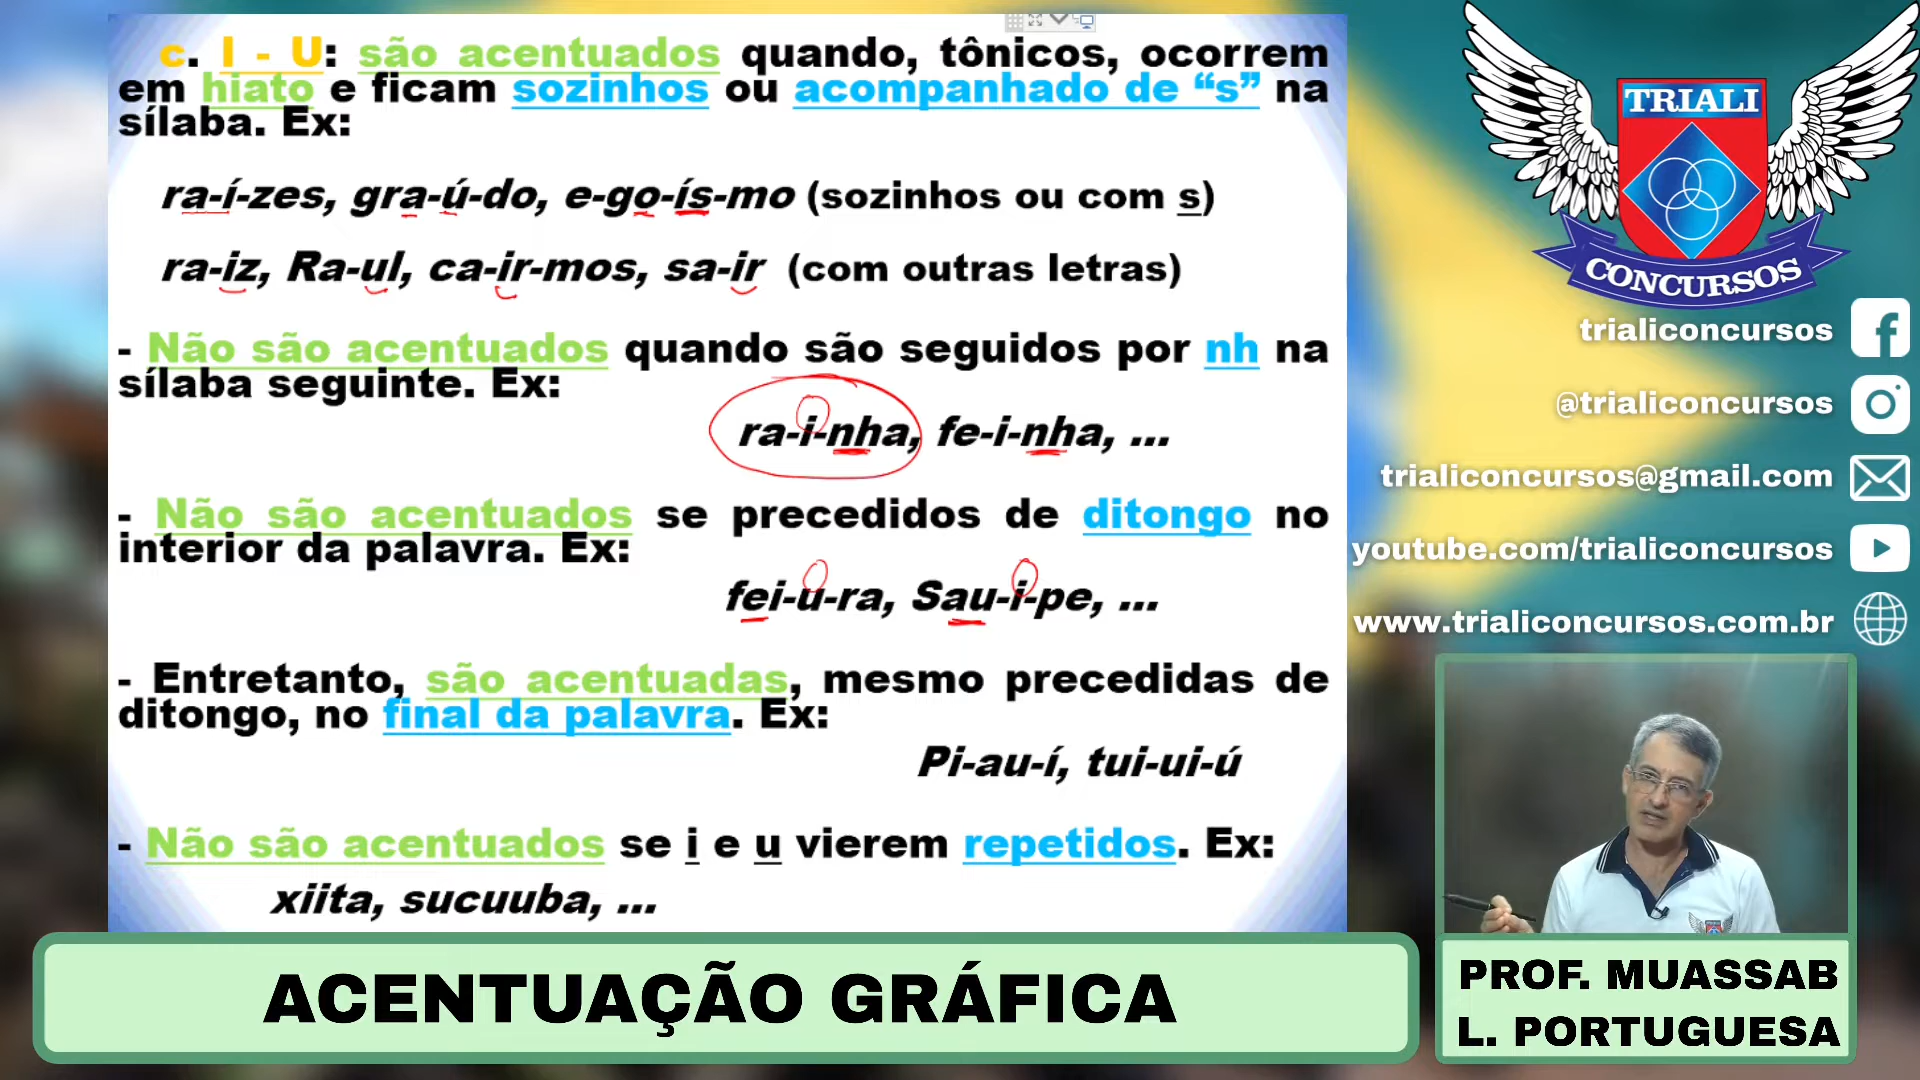 c. I - U: são acentuados quando, tônicos, ocorrem
em hiato e ficam sozinhos ou acompanhado de “s” na
sílaba. Ex:
ra-í-zes, gra-ú-do, e-go-ís-mo (sozinhos ou com s)
ra-iz, Ra-ul, ca-ir-mos, sa-ir (com outras letras)
- Não são acentuados quando são seguidos por nh na
sílaba seguinte. Ex:
ra-i-nha, fe-i-nha, ...
- Não são acentuados se precedidos de ditongo no
interior da palavra. Ex:
fei-u-ra, Sau-i-pe, ...
- Entretanto, são acentuadas, mesmo precedidas de
ditongo, no final da palavra. Ex:
Pi-au-í, tui-ui-ú
- Não são acentuados se i e u vierem repetidos. Ex:
xiita, sucuuba, ...
ACENTUAÇÃO GRÁFICA
TRIALI
CONCURSOS
trialiconcursos
@trialiconcursos
trialiconcursos@gmail.com
youtube.com/trialiconcursos
www.trialiconcursos.com.br
PROF. MUASSAB
L. PORTUGUESA